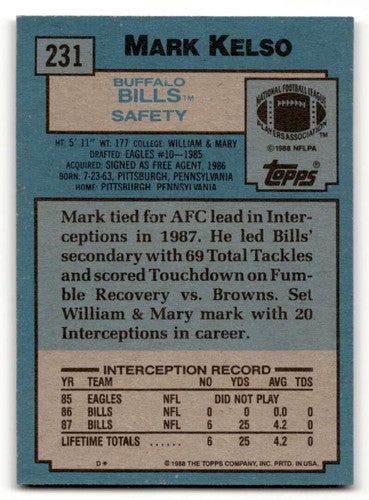 231
MARK KELSO
BUFFALO
BILLS™
SAFETY
NATIONAL FOOTBALL LEAGUE
PLAYERS ASSOCIATION™
©1988 NFLPA
TOPPS®
HT: 5' 11" WT: 177 COLLEGE: WILLIAM & MARY
DRAFTED: EAGLES #10-1985
ACQUIRED: SIGNED AS FREE AGENT, 1986
BORN: 7-23-63, PITTSBURGH, PENNSYLVANIA
HOME: PITTSBURGH, PENNSYLVANIA
Mark tied for AFC lead in Inter-
ceptions in 1987. He led Bills'
secondary with 69 Total Tackles
and scored Touchdown on Fum-
ble Recovery vs. Browns. Set
William & Mary mark with 20
Interceptions in career.
INTERCEPTION RECORD
YR TEAM NO YDS AVG TDS
85 EAGLES NFL DID NOT PLAY
86 BILLS NFL 0 0 0.0 0
87 BILLS NFL 6 25 4.2 0
LIFETIME TOTALS ...... 6 25 4.2 0
D* © 1988 THE TOPPS COMPANY, INC. PRTD. IN USA.